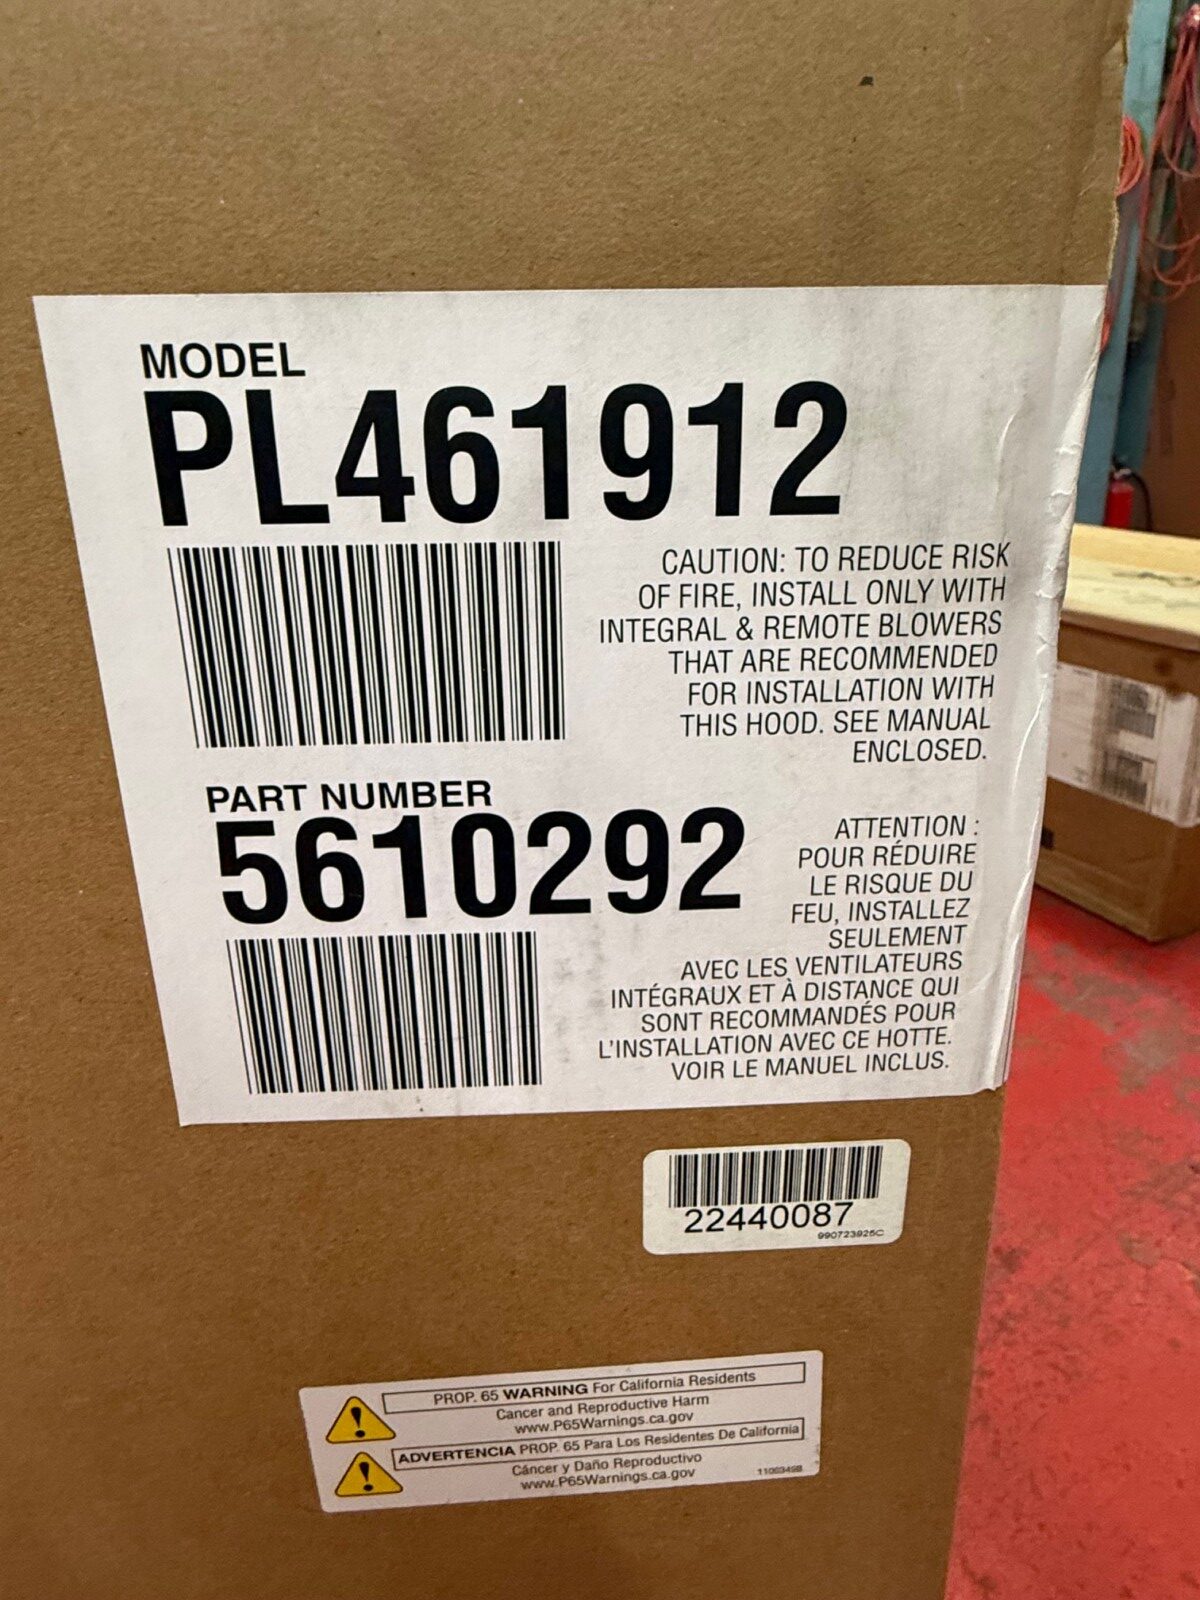 MODEL
PL461912
CAUTION: TO REDUCE RISK
OF FIRE, INSTALL ONLY WITH
INTEGRAL & REMOTE BLOWERS
THAT ARE RECOMMENDED
FOR INSTALLATION WITH
THIS HOOD. SEE MANUAL
ENCLOSED.
PART NUMBER
5610292
ATTENTION :
POUR RÉDUIRE
LE RISQUE DU
FEU, INSTALLEZ
SEULEMENT
AVEC LES VENTILATEURS
INTÉGRAUX ET À DISTANCE QUI
SONT RECOMMANDÉS POUR
L'INSTALLATION AVEC CE HOTTE.
VOIR LE MANUEL INCLUS.
22440087
PROP. 65 WARNING For California Residents
Cancer and Reproductive Harm
www.P65Warnings.ca.gov
ADVERTENCIA PROP. 65 Para Los Residentes De California
Cáncer y Daño Reproductivo
www.P65Warnings.ca.gov